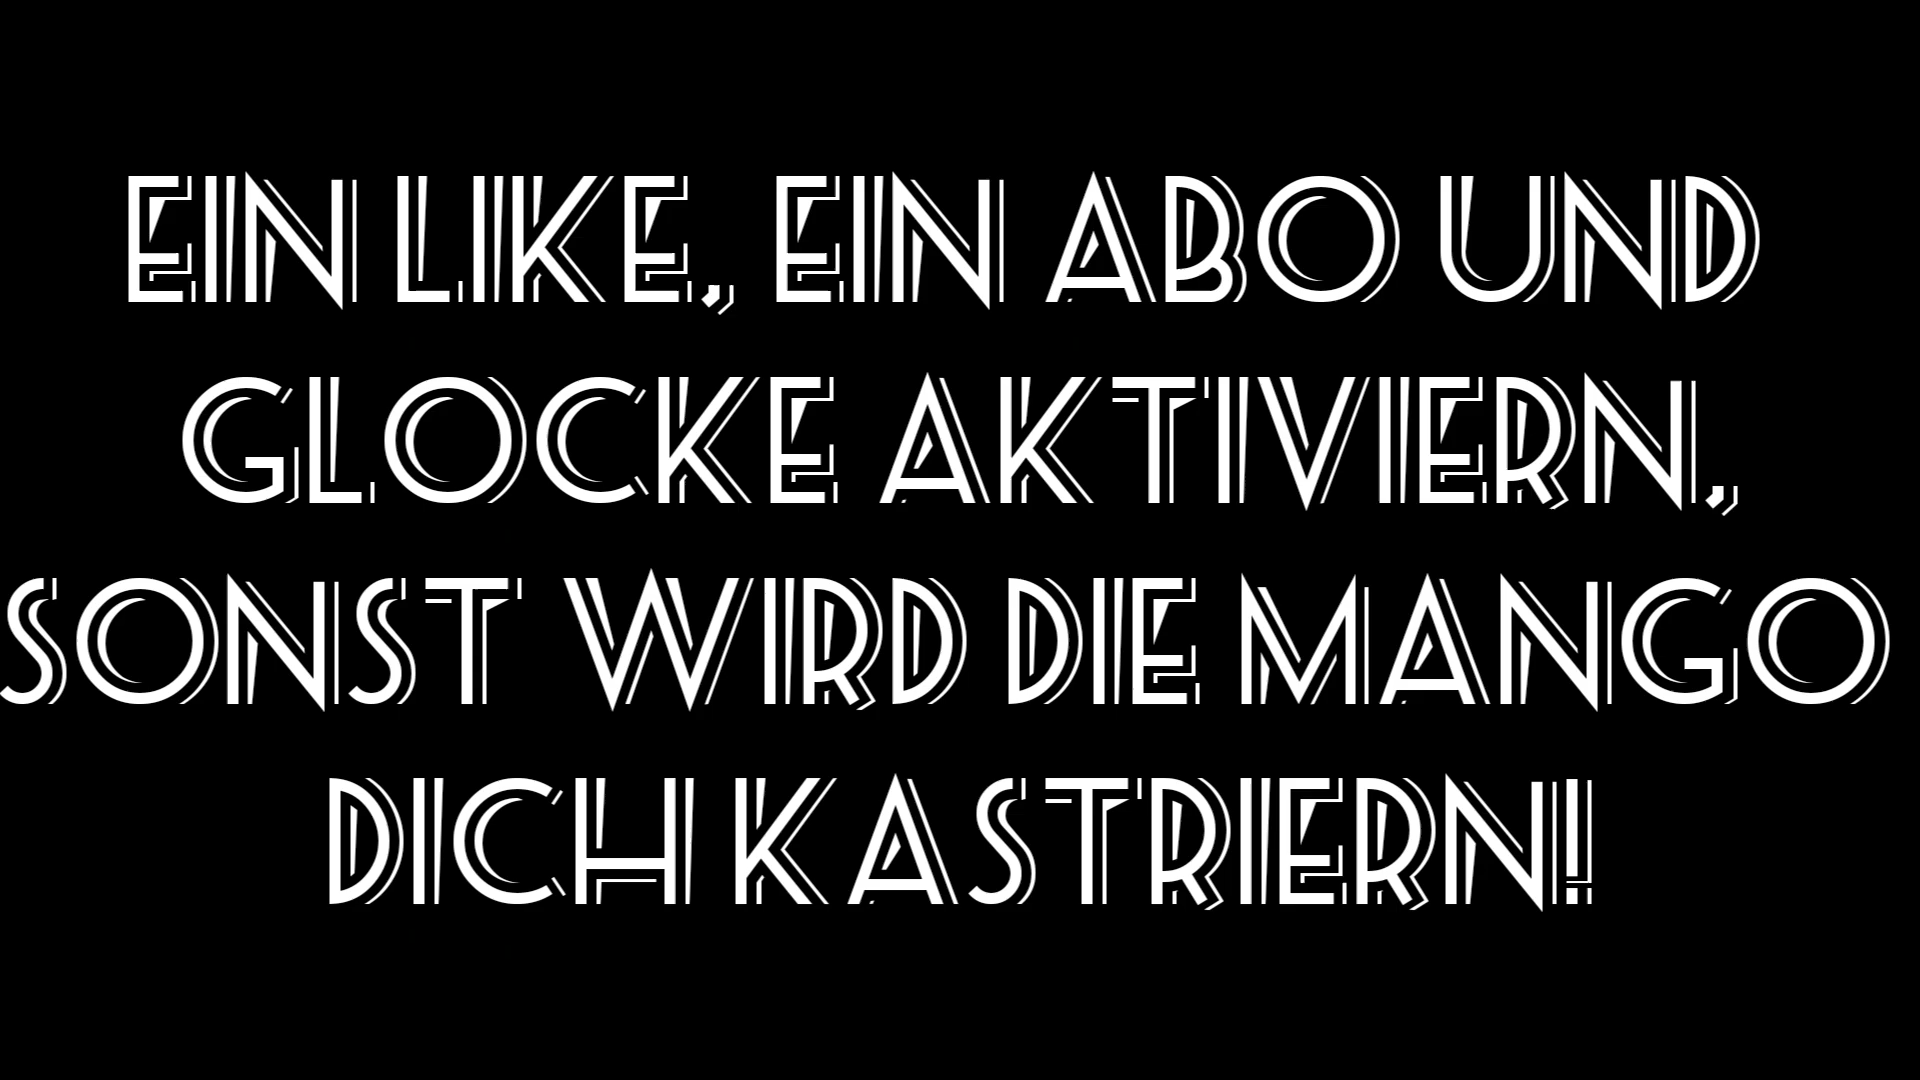 EIN LIKE, EIN ABO UND
GLOCKE AKTIVIERN,
SONST WIRD DIE MANGO
DICH KASTRIERN!